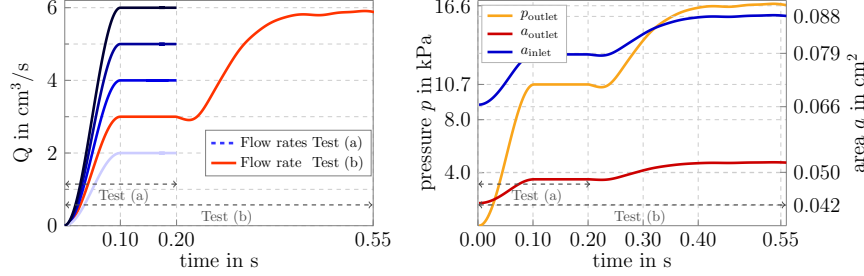 Q in cm³/s
6
4
2
0
Flow rates Test (a)
Flow rate Test (b)
Test (a)
Test (b)
0.10
0.20
0.55
time in s
pressure p in kPa
16.6
10.7
8.0
4.0
p_outlet
a_outlet
a_inlet
Test (a)
Test (b)
0.00
0.10
0.20
0.30
0.40
0.55
time in s
0.088
0.079
0.066
0.050
0.042
area a in cm²